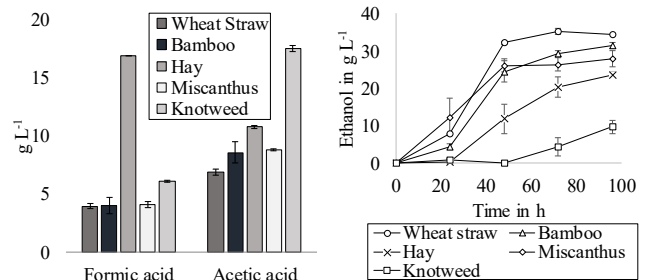 20
15
10
5
0
g L-1
Wheat Straw
Bamboo
Hay
Miscanthus
Knotweed
Formic acid Acetic acid
40
30
20
10
0
Ethanol in g L-1
0 20 40 60 80 100
Time in h
Wheat straw Bamboo
Hay Miscanthus
Knotweed